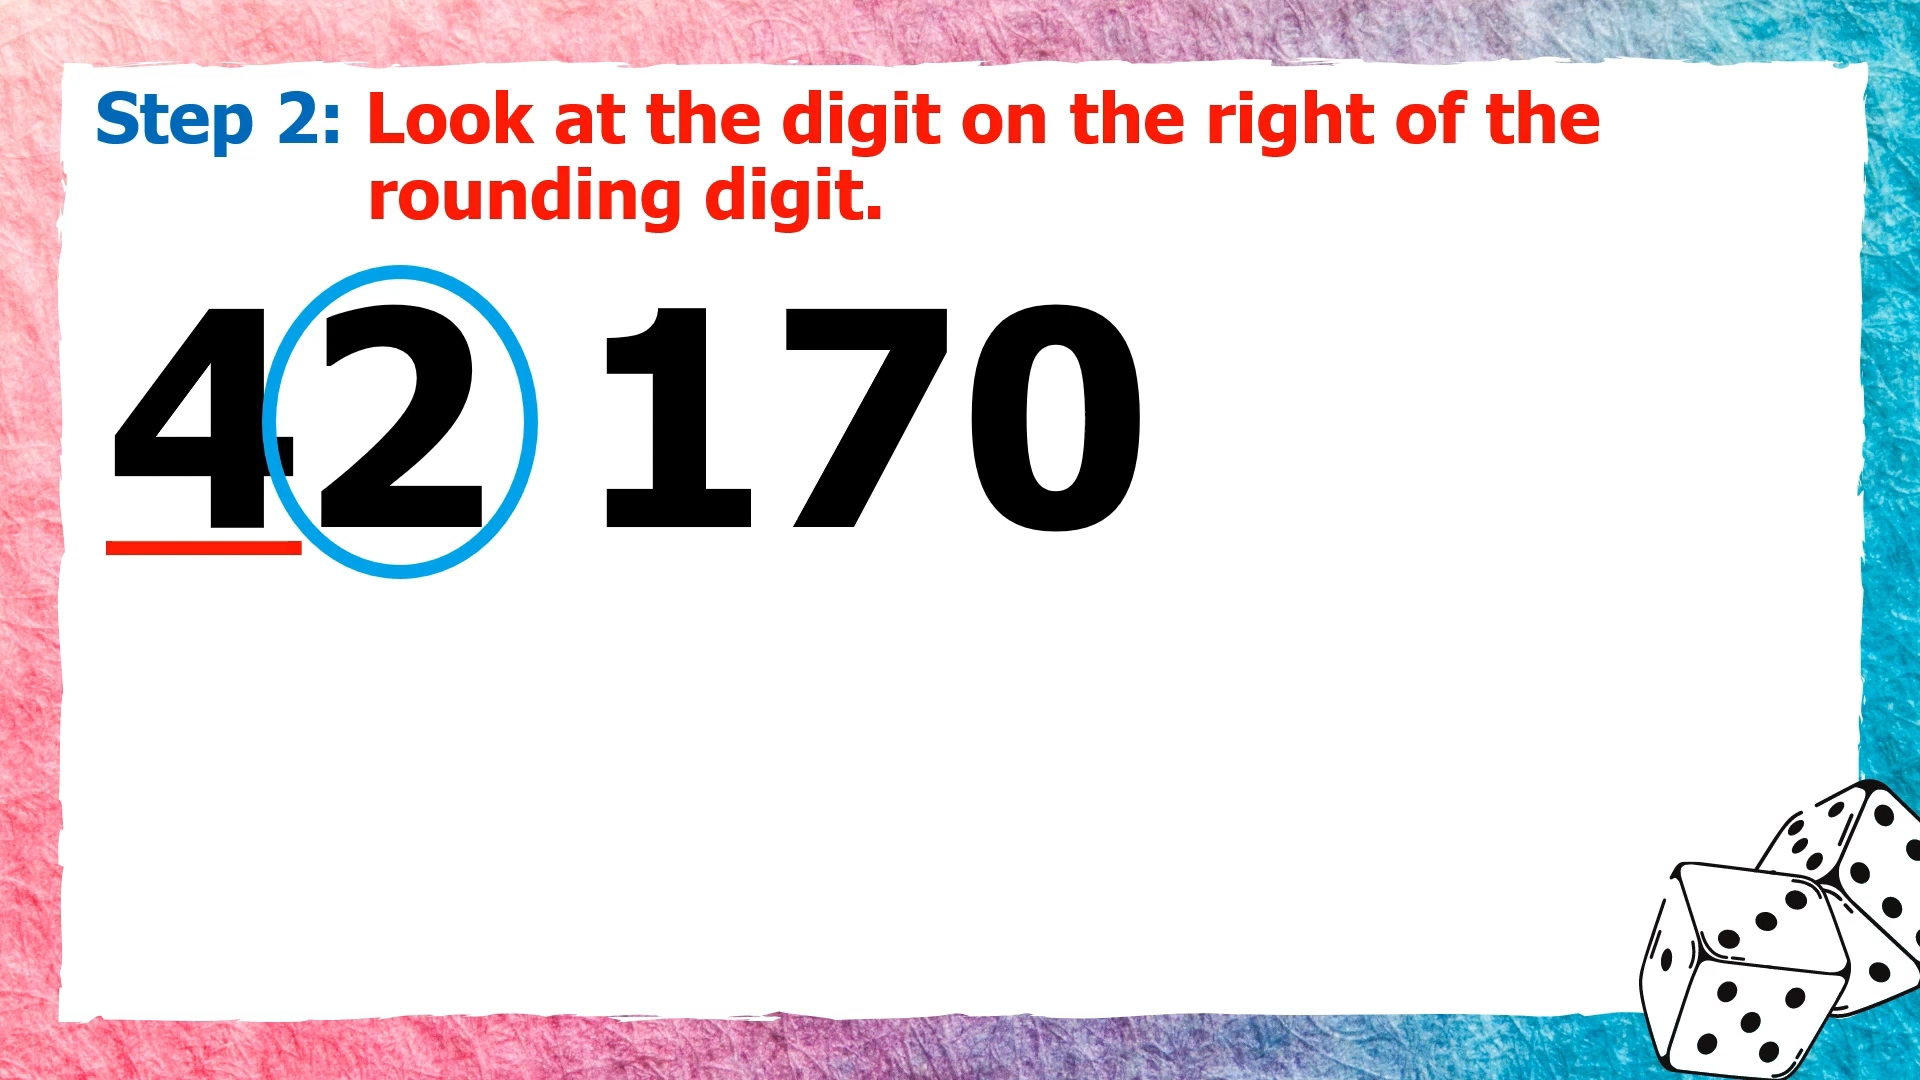 Step 2: Look at the digit on the right of the
rounding digit.
42 170